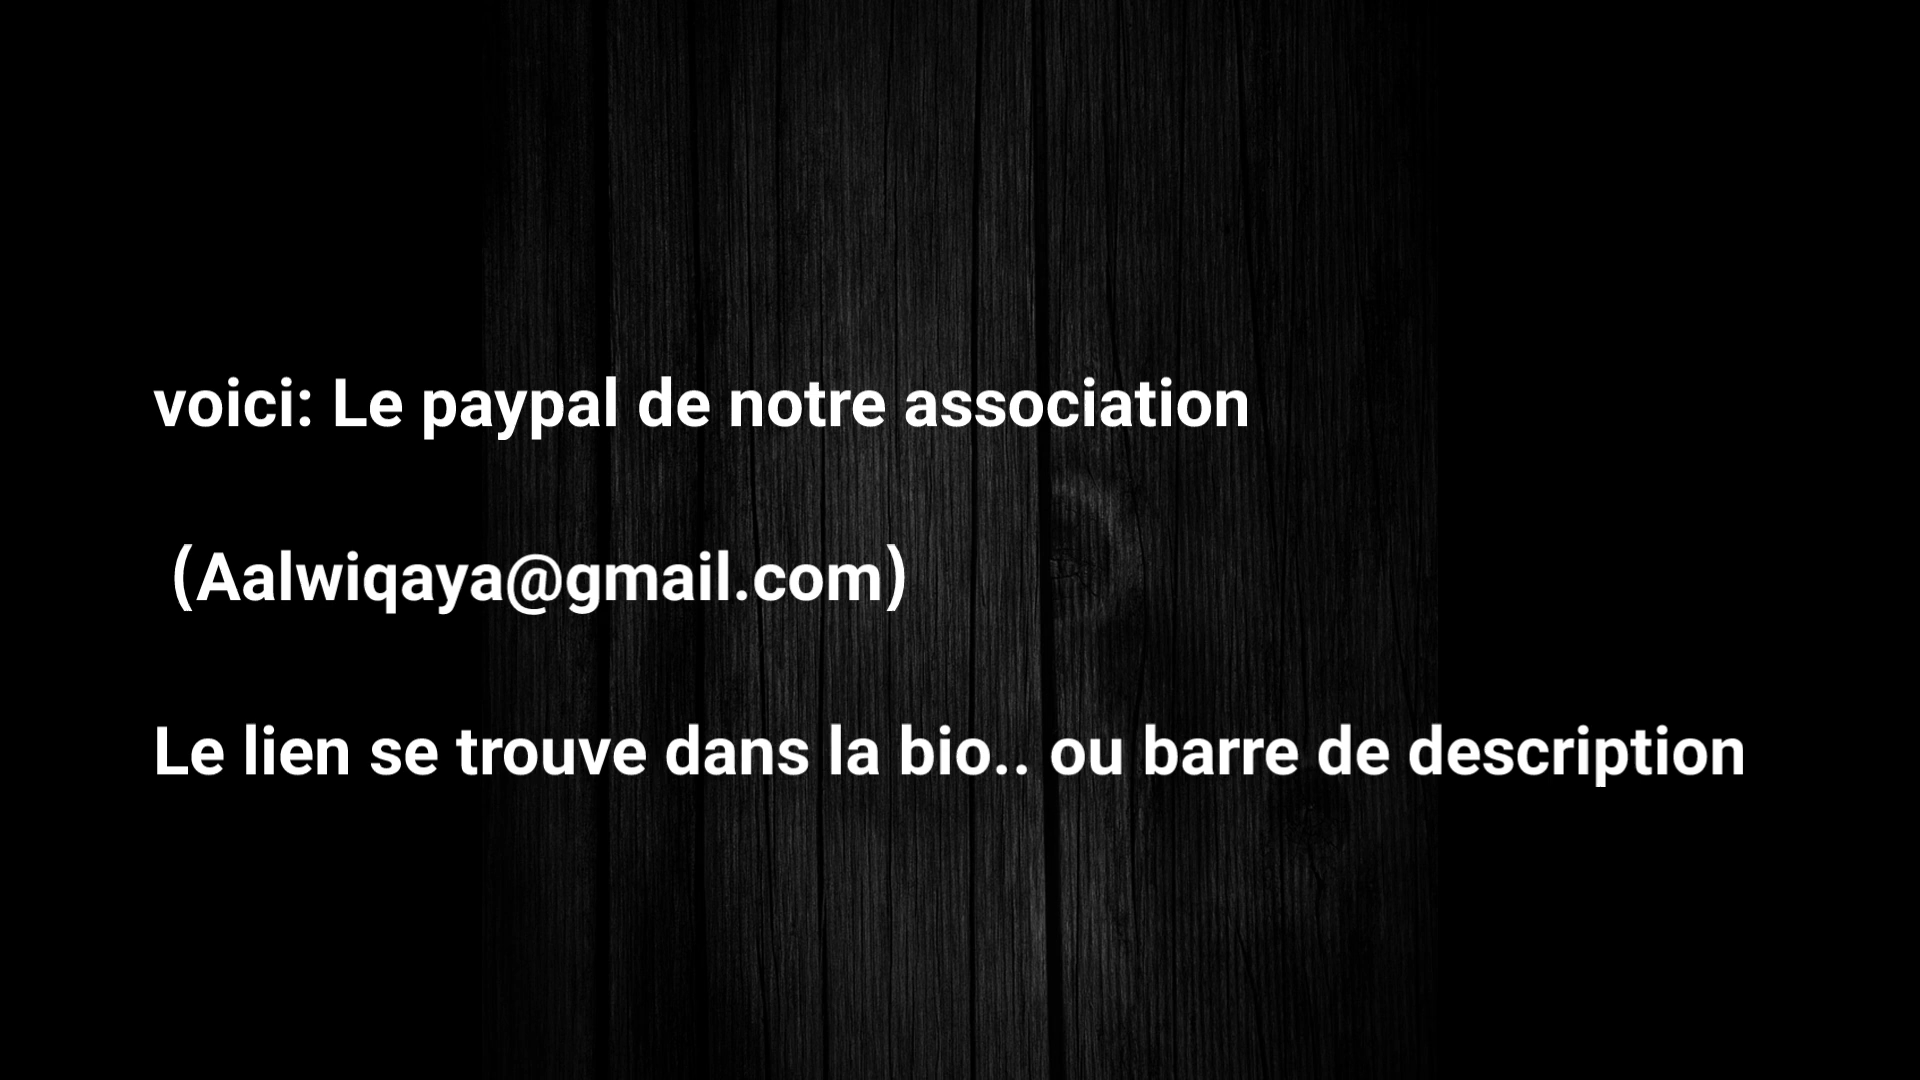 voici: Le paypal de notre association
(Aalwiqaya@gmail.com)
Le lien se trouve dans la bio.. ou barre de description